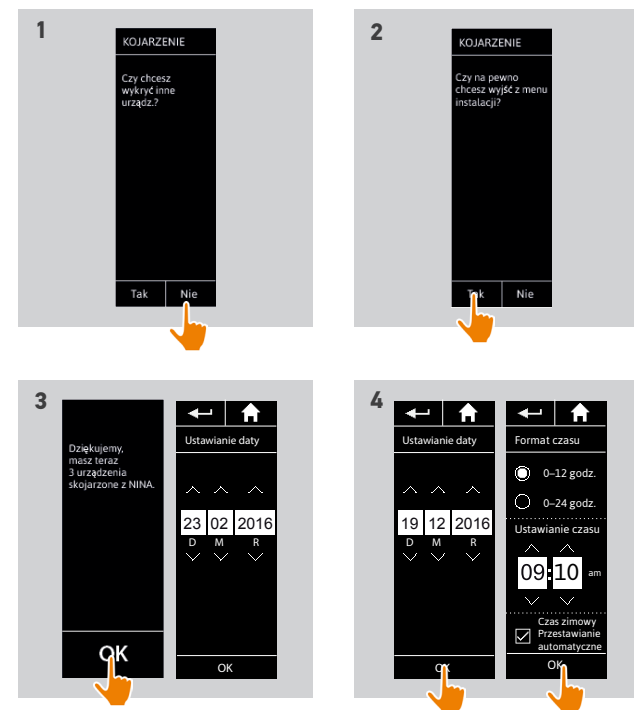 1
KOJARZENIE
Czy chcesz
wykryć inne
urządz.?
Tak Nie
2
KOJARZENIE
Czy na pewno
chcesz wyjść z menu
instalacji?
Tak Nie
3
Dziękujemy,
masz teraz
3 urządzenia
skojarzone z NINA.
OK
Ustawianie daty
23 02 2016
D M R
OK
4
Ustawianie daty
19 12 2016
D M R
OK
Format czasu
0–12 godz.
0–24 godz.
Ustawianie czasu
09:10 am
Czas zimowy
Przestawianie
automatyczne
OK